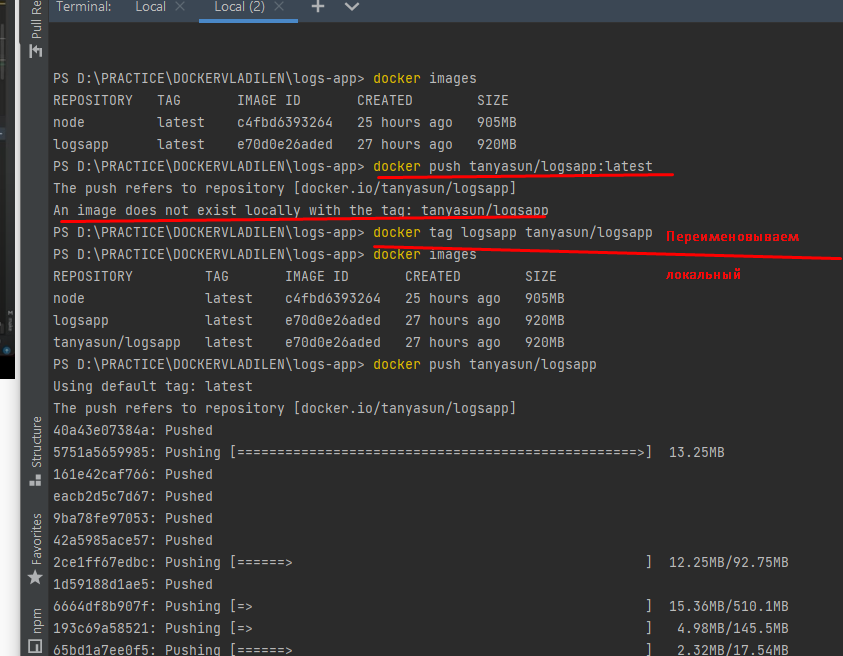 Terminal: Local Local (2)
Pull Re
PS D:\PRACTICE\DOCKERVLADILEN\logs-app> docker images
REPOSITORY TAG IMAGE ID CREATED SIZE
node latest c4fbd6393264 25 hours ago 905MB
logsapp latest e70d0e26aded 27 hours ago 920MB
PS D:\PRACTICE\DOCKERVLADILEN\logs-app> docker push tanyasun/logsapp:latest
The push refers to repository [docker.io/tanyasun/logsapp]
An image does not exist locally with the tag: tanyasun/logsapp
PS D:\PRACTICE\DOCKERVLADILEN\logs-app> docker tag logsapp tanyasun/logsapp
Переименовываем
PS D:\PRACTICE\DOCKERVLADILEN\logs-app> docker images
локальный
REPOSITORY TAG IMAGE ID CREATED SIZE
node latest c4fbd6393264 25 hours ago 905MB
logsapp latest e70d0e26aded 27 hours ago 920MB
tanyasun/logsapp latest e70d0e26aded 27 hours ago 920MB
PS D:\PRACTICE\DOCKERVLADILEN\logs-app> docker push tanyasun/logsapp
Using default tag: latest
The push refers to repository [docker.io/tanyasun/logsapp]
40a43e07384a: Pushed
5751a5659985: Pushing [==================================================>] 13.25MB
161e42caf766: Pushed
eacb2d5c7d67: Pushed
9ba78fe97053: Pushed
42a5985ace57: Pushed
2ce1ff67edbc: Pushing [======> ] 12.25MB/92.75MB
1d59188d1ae5: Pushed
6664df8b907f: Pushing [=> ] 15.36MB/510.1MB
193c69a58521: Pushing [=> ] 4.98MB/145.5MB
65bd1a7ee0f5: Pushing [======> ] 2.32MB/17.54MB
Structure
Favorites
npm